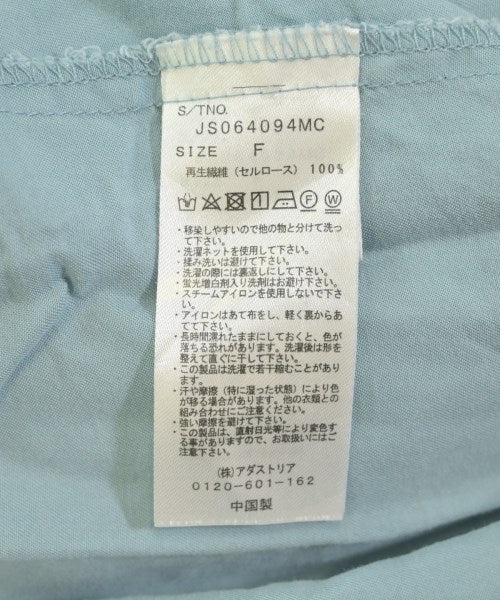 S/TNO.
JS064094MC
SIZE F
再生繊維（セルロース） 100%
・移染しやすいので他の物と分けて洗っ
て下さい。
・洗濯ネットを使用して下さい。
・揉み洗いは避けて下さい。
・洗濯の際には裏返しにして下さい。
・蛍光増白剤入り洗剤はお避け下さい。
・スチームアイロンを使用しないで下さ
い。
・アイロンはあて布をし、軽く裏からあ
てて下さい。
・長時間濡れたままにしておくと、色が
落ちる恐れがあります。洗濯後は形を
整えて直ぐに干して下さい。
・この製品は洗濯で若干縮むことがあり
ます。
・汗や摩擦（特に湿った状態）により色
が移る場合があります。他の衣類との
組み合わせにご注意ください。
・強い摩擦を避けて下さい。
・この製品は、直射日光等により変色す
る事がありますので、お取扱いにはご
注意下さい。
（株）アダストリア
0120-601-162
中国製